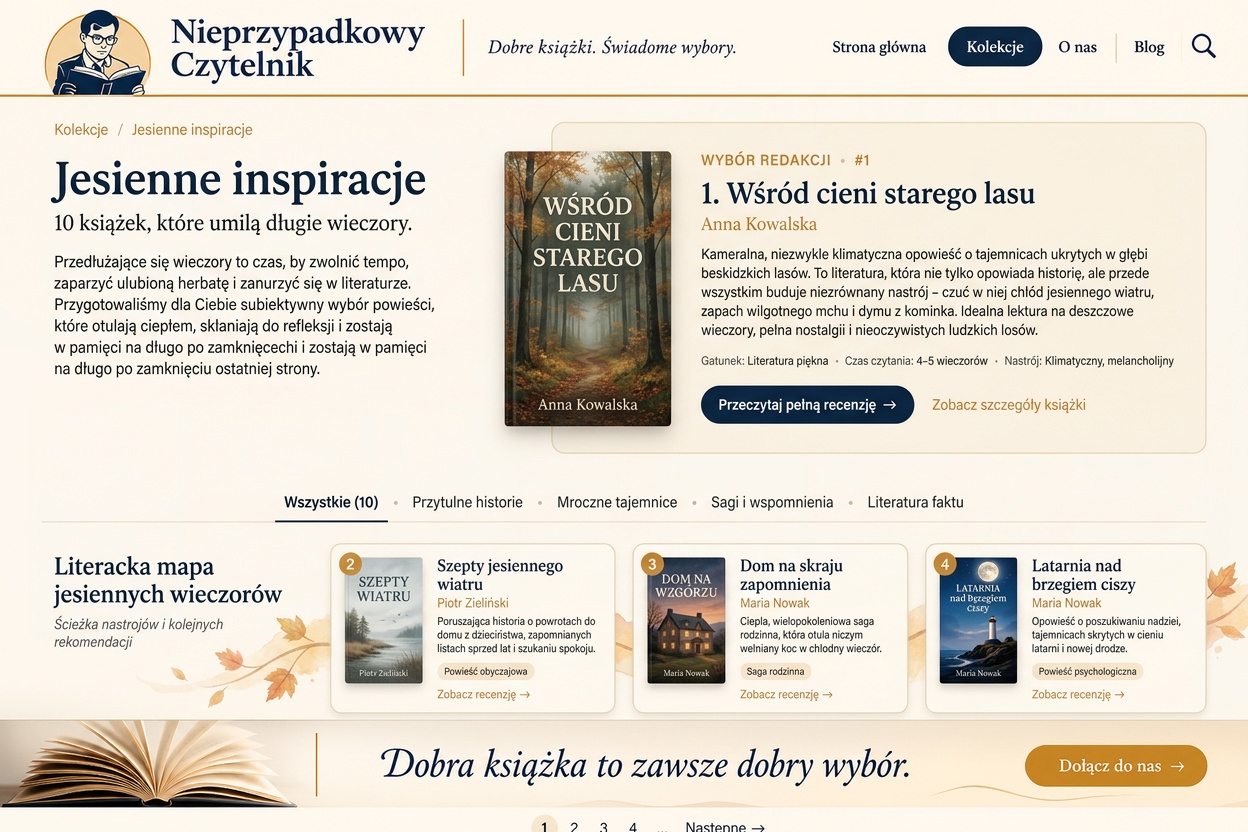 Nieprzypadkowy
Czytelnik
Dobre książki. Świadome wybory.
Strona główna
Kolekcje
O nas
Blog
Kolekcje / Jesienne inspiracje
Jesienne inspiracje
10 książek, które umilą długie wieczory.
Przedłużające się wieczory to czas, by zwolnić tempo,
zaparzyć ulubioną herbatę i zanurzyć się w literaturze.
Przygotowaliśmy dla Ciebie subiektywny wybór powieści,
które otulają ciepłem, skłaniają do refleksji i zostają
w pamięci na długo po zamknięcechi i zostają w pamięci
na długo po zamknięciu ostatniej strony.
WŚRÓD
CIENI
STAREGO
LASU
Anna Kowalska
WYBÓR REDAKCJI • #1
1. Wśród cieni starego lasu
Anna Kowalska
Kameralna, niezwykle klimatyczna opowieść o tajemnicach ukrytych w głębi
beskidzkich lasów. To literatura, która nie tylko opowiada historię, ale przede
wszystkim buduje niezrównany nastrój – czuć w niej chłód jesiennego wiatru,
zapach wilgotnego mchu i dymu z kominka. Idealna lektura na deszczowe
wieczory, pełna nostalgii i nieoczywistych ludzkich losów.
Gatunek: Literatura piękna • Czas czytania: 4–5 wieczorów • Nastrój: Klimatyczny, melancholijny
Przeczytaj pełną recenzję →
Zobacz szczegóły książki
Wszystkie (10) • Przytulne historie • Mroczne tajemnice • Sagi i wspomnienia • Literatura faktu
Literacka mapa
jesiennych wieczorów
Ścieżka nastrojów i kolejnych
rekomendacji
2
SZEPTY
WIATRU
Szepty jesiennego
wiatru
Piotr Zieliński
Poruszająca historia o powrotach do
domu z dzieciństwa, zapomnianych
listach sprzed lat i szukaniu spokoju.
Powieść obyczajowa
Zobacz recenzję →
3
DOM NA
WZGÓRZU
Maria Nowak
Dom na skraju
zapomnienia
Maria Nowak
Ciepła, wielopokoleniowa saga
rodzinna, która otula niczym
wełniany koc w chłodny wieczór.
Saga rodzinna
Zobacz recenzję →
4
LATARNIA
nad Brzegiem
Maria Nowak
Latarnia nad
brzegiem ciszy
Maria Nowak
Opowieść o poszukiwaniu nadziei,
tajemnicach skrytych w cieniu
latarni i nowej drodze.
Powieść psychologiczna
Zobacz recenzję →
Dobra książka to zawsze dobry wybór.
Dołącz do nas →
1 2 3 4 ... Następne →